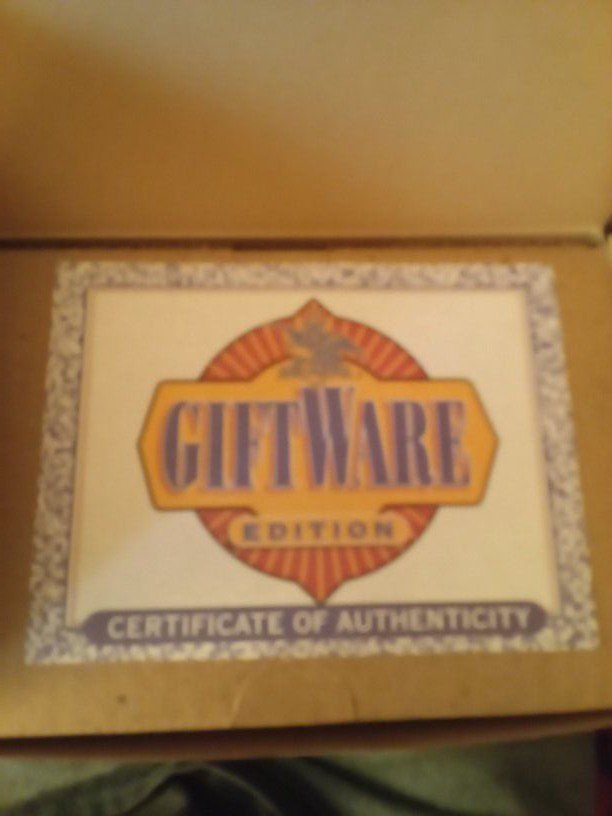 GIFTWARE
EDITION
CERTIFICATE OF AUTHENTICITY